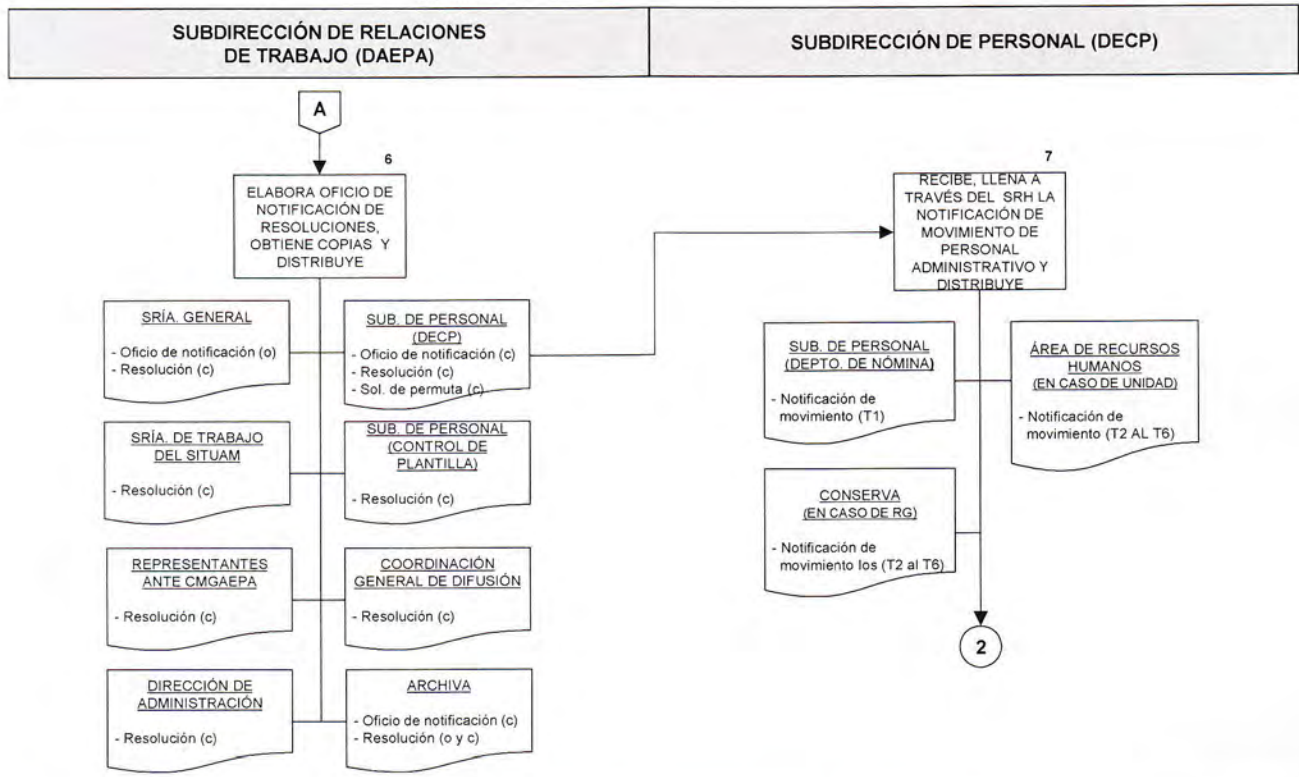 SUBDIRECCIÓN DE RELACIONES
DE TRABAJO (DAEPA)
SUBDIRECCIÓN DE PERSONAL (DECP)
A
6
ELABORA OFICIO DE
NOTIFICACIÓN DE
RESOLUCIONES,
OBTIENE COPIAS Y
DISTRIBUYE
SRÍA. GENERAL
- Oficio de notificación (o)
- Resolución (c)
SUB. DE PERSONAL
(DECP)
- Oficio de notificación (c)
- Resolución (c)
- Sol. de permuta (c)
SRÍA. DE TRABAJO
DEL SITUAM
- Resolución (c)
SUB. DE PERSONAL
(CONTROL DE
PLANTILLA)
- Resolución (c)
REPRESENTANTES
ANTE CMGAEPA
- Resolución (c)
COORDINACIÓN
GENERAL DE DIFUSIÓN
- Resolución (c)
DIRECCIÓN DE
ADMINISTRACIÓN
- Resolución (c)
ARCHIVA
- Oficio de notificación (c)
- Resolución (o y c)
7
RECIBE, LLENA A
TRAVÉS DEL SRH LA
NOTIFICACIÓN DE
MOVIMIENTO DE
PERSONAL
ADMINISTRATIVO Y
DISTRIBUYE
SUB. DE PERSONAL
(DEPTO. DE NÓMINA)
- Notificación de
movimiento (T1)
ÁREA DE RECURSOS
HUMANOS
(EN CASO DE UNIDAD)
- Notificación de
movimiento (T2 AL T6)
CONSERVA
(EN CASO DE RG)
- Notificación de
movimiento los (T2 al T6)
2